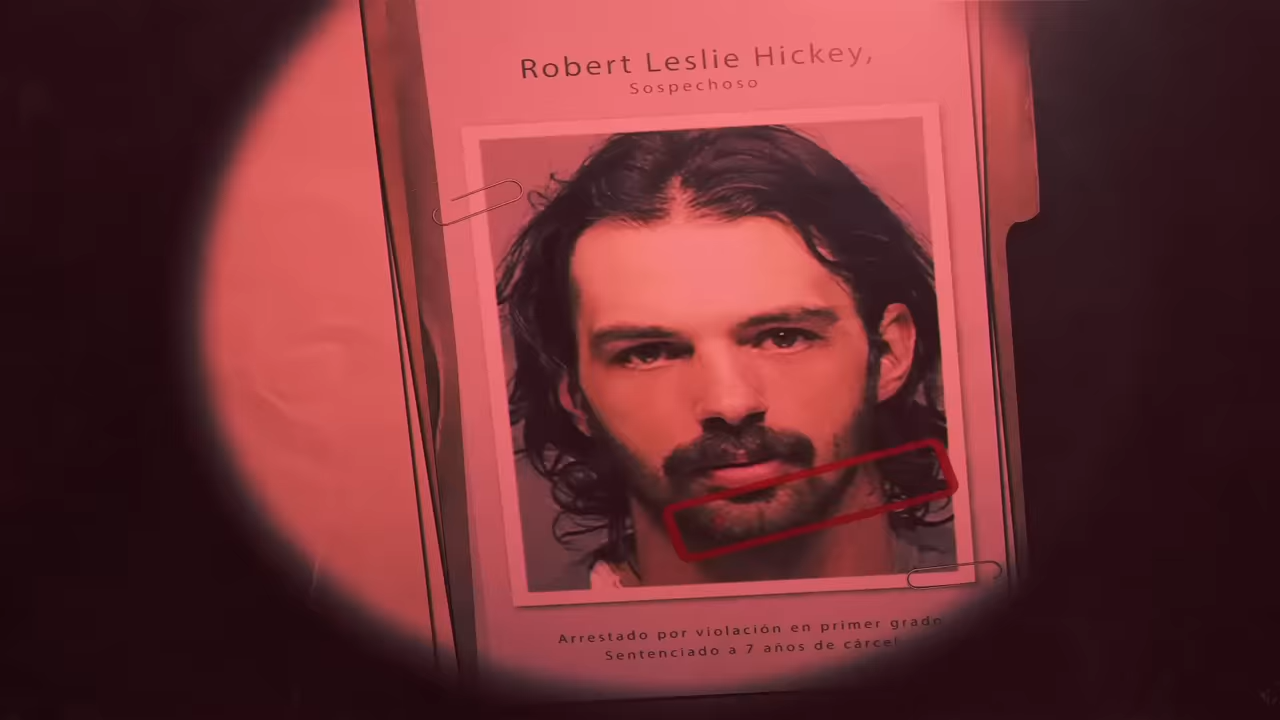 Robert Leslie Hickey,
Sospechoso
Arrestado por violación en primer grado
Sentenciado a 7 años de cárcel